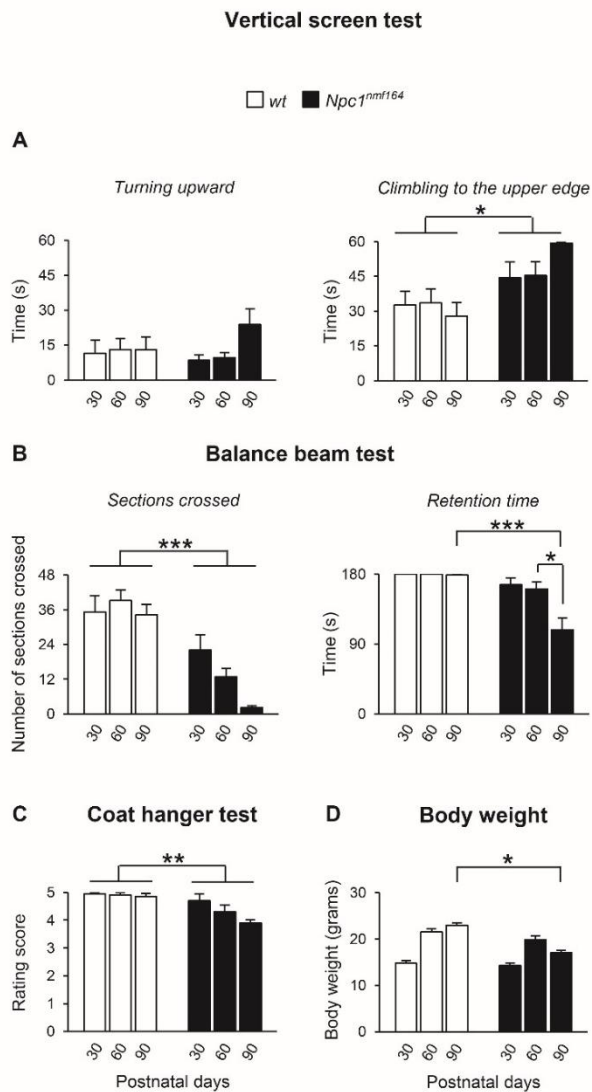 Vertical screen test
wt Npc1nmf164
A
Turning upward
Climbling to the upper edge
*
Time (s)
60
45
30
15
0
30 60 90 30 60 90
Time (s)
60
45
30
15
0
30 60 90 30 60 90
B Balance beam test
Sections crossed
Retention time
***
Number of sections crossed
48
36
24
12
0
30 60 90 30 60 90
***
*
Time (s)
180
90
0
30 60 90 30 60 90
C Coat hanger test
**
Rating score
5
4
3
2
1
0
30 60 90 30 60 90
Postnatal days
D Body weight
*
Body weight (grams)
30
20
10
0
30 60 90 30 60 90
Postnatal days